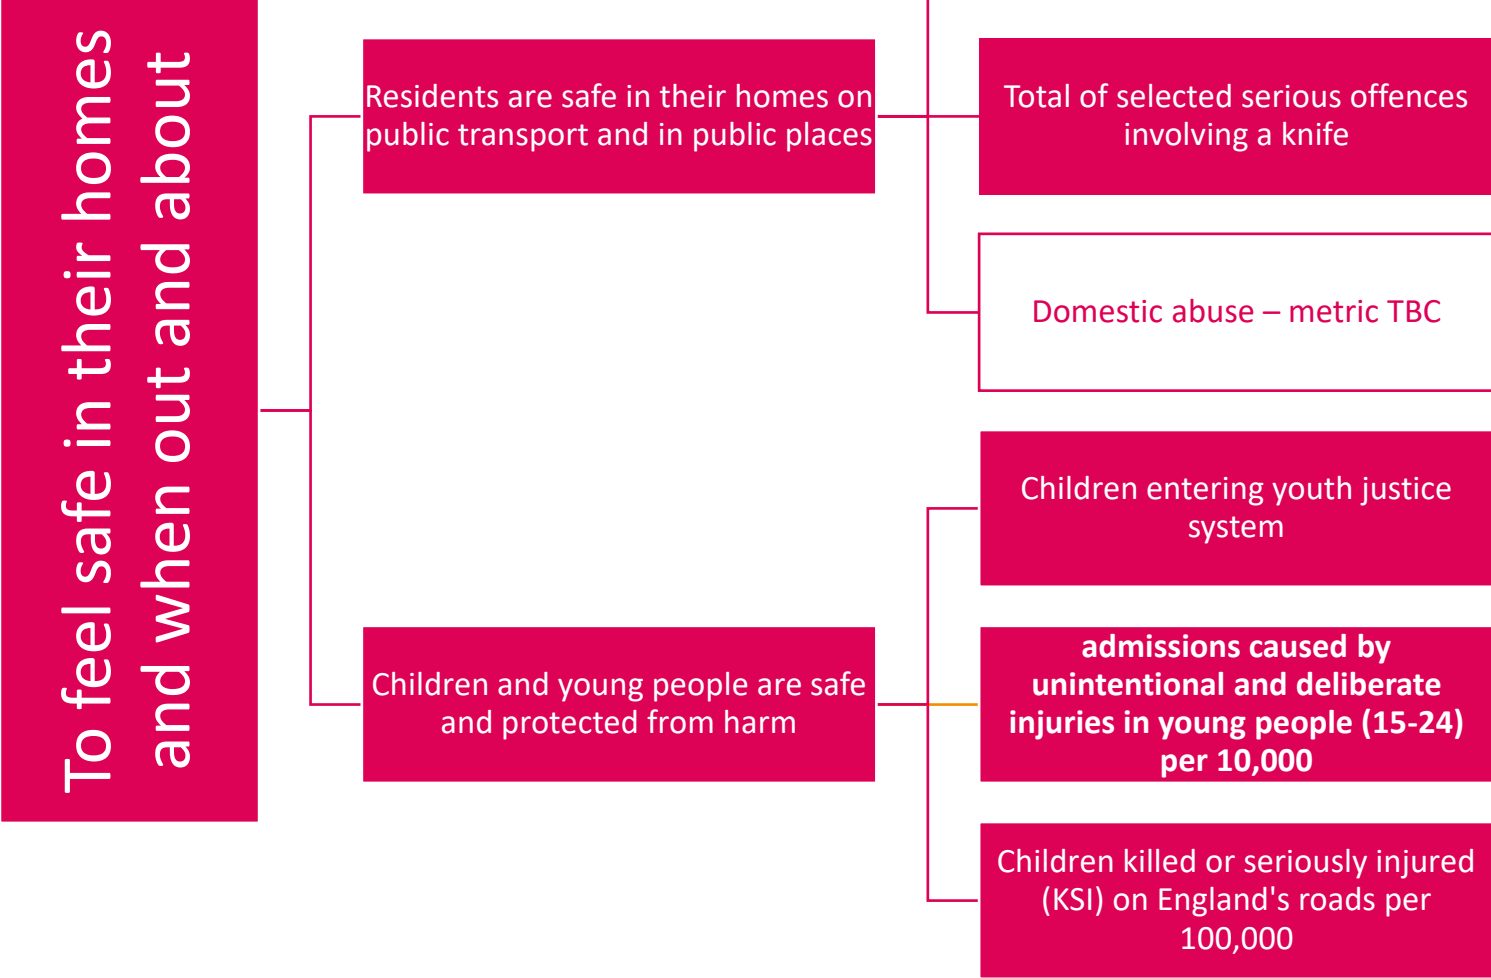 To feel safe in their homes
and when out and about
Residents are safe in their homes on
public transport and in public places
Total of selected serious offences
involving a knife
Domestic abuse – metric TBC
Children and young people are safe
and protected from harm
Children entering youth justice
system
admissions caused by
unintentional and deliberate
injuries in young people (15-24)
per 10,000
Children killed or seriously injured
(KSI) on England's roads per
100,000